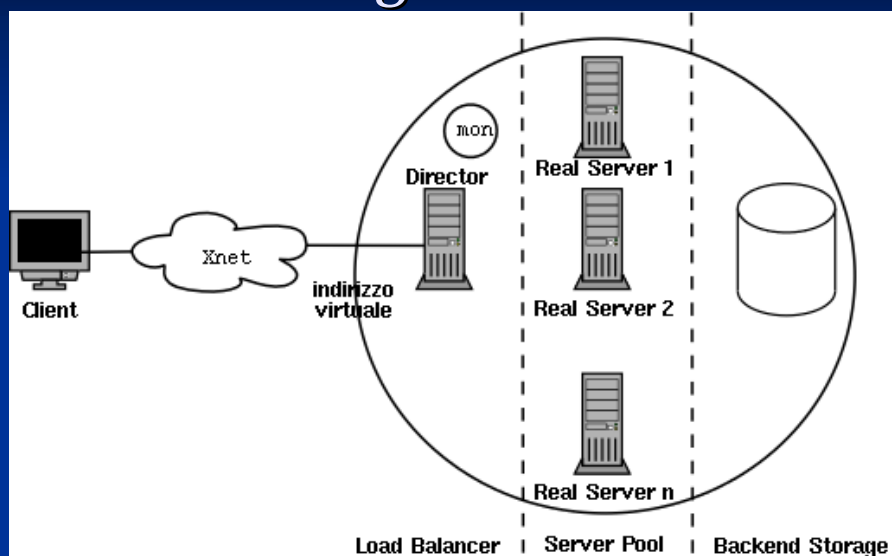 mon
Director
Real Server 1
Xnet
Client
indirizzo
virtuale
Real Server 2
Real Server n
Load Balancer
Server Pool
Backend Storage